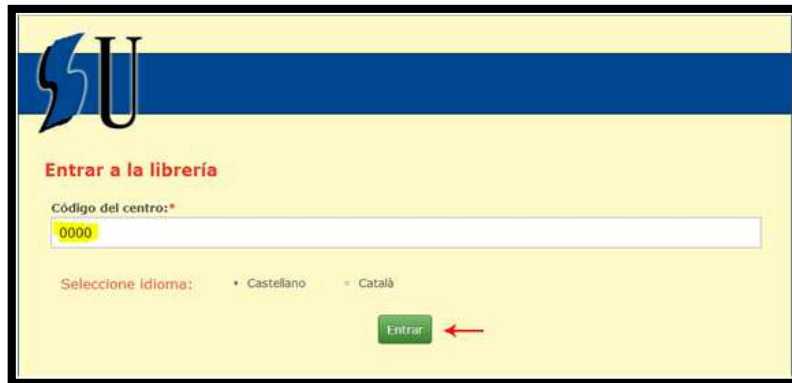 SU
Entrar a la librería
Código del centro:*
0000
Seleccione idioma: Castellano Català
Entrar